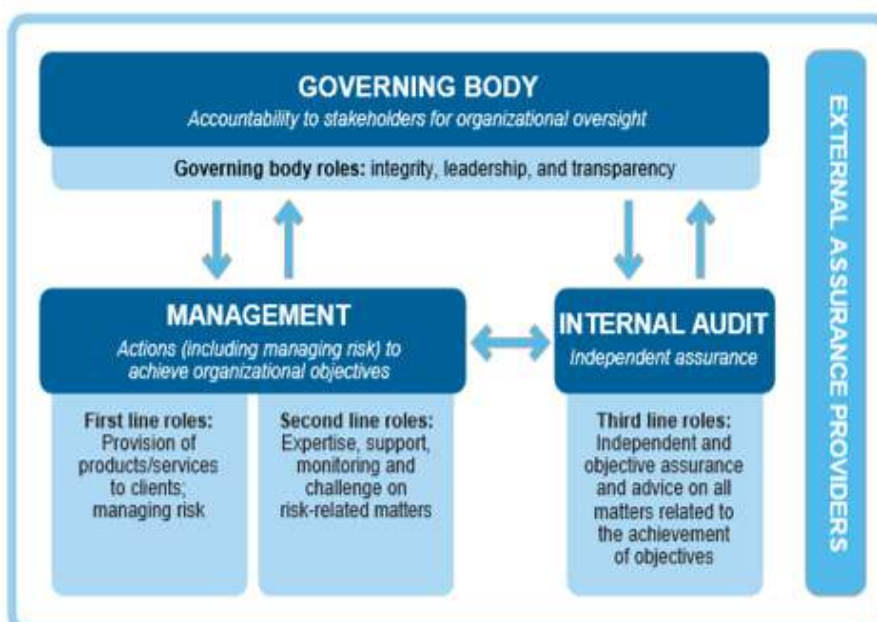 GOVERNING BODY
Accountability to stakeholders for organizational oversight
Governing body roles: integrity, leadership, and transparency
MANAGEMENT
Actions (including managing risk) to
achieve organizational objectives
First line roles:
Provision of
products/services
to clients;
managing risk
Second line roles:
Expertise, support,
monitoring and
challenge on
risk-related matters
INTERNAL AUDIT
Independent assurance
Third line roles:
Independent and
objective assurance
and advice on all
matters related to
the achievement
of objectives
EXTERNAL ASSURANCE PROVIDERS